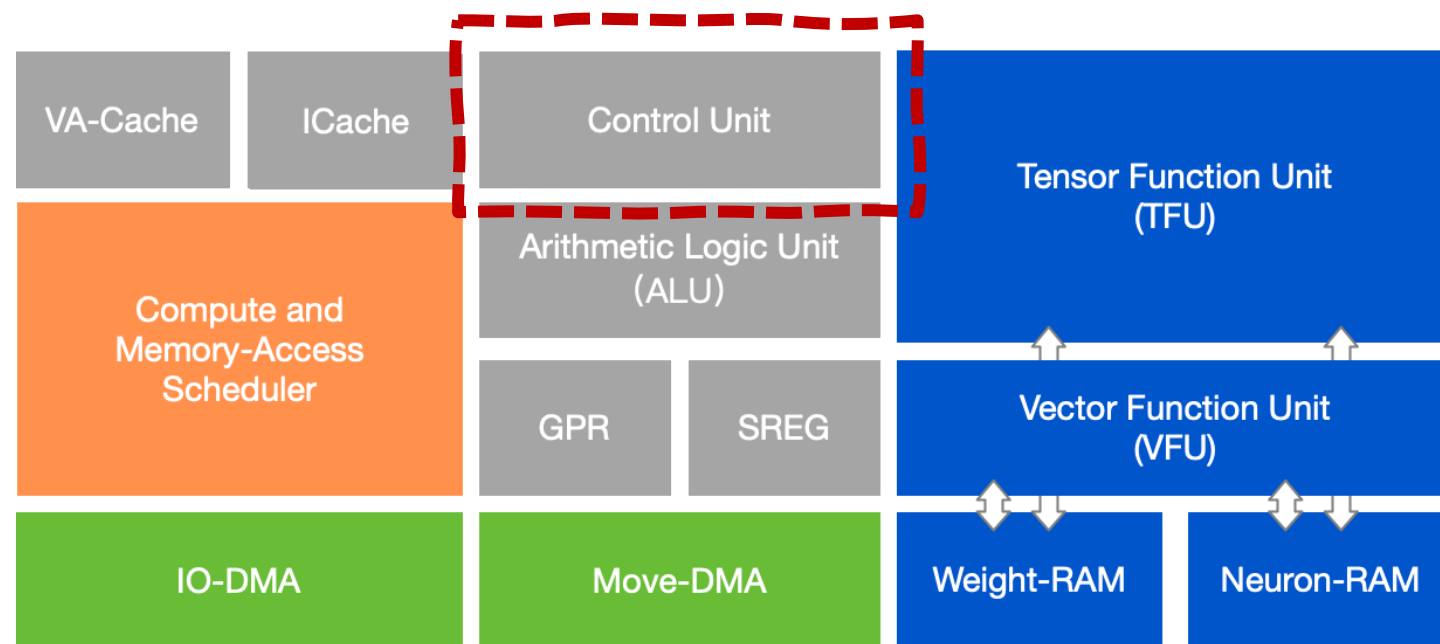 VA-Cache
ICache
Control Unit
Tensor Function Unit
(TFU)
Arithmetic Logic Unit
(ALU)
Compute and
Memory-Access
Scheduler
GPR
SREG
Vector Function Unit
(VFU)
IO-DMA
Move-DMA
Weight-RAM
Neuron-RAM